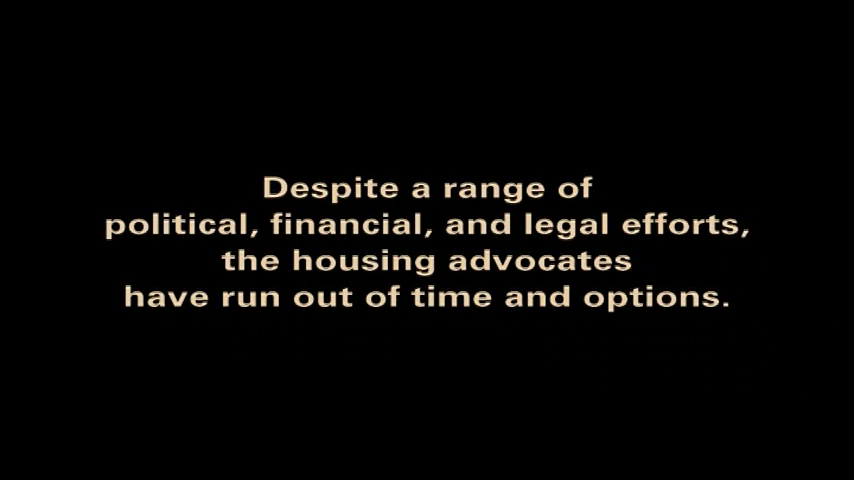 Despite a range of
political, financial, and legal efforts,
the housing advocates
have run out of time and options.